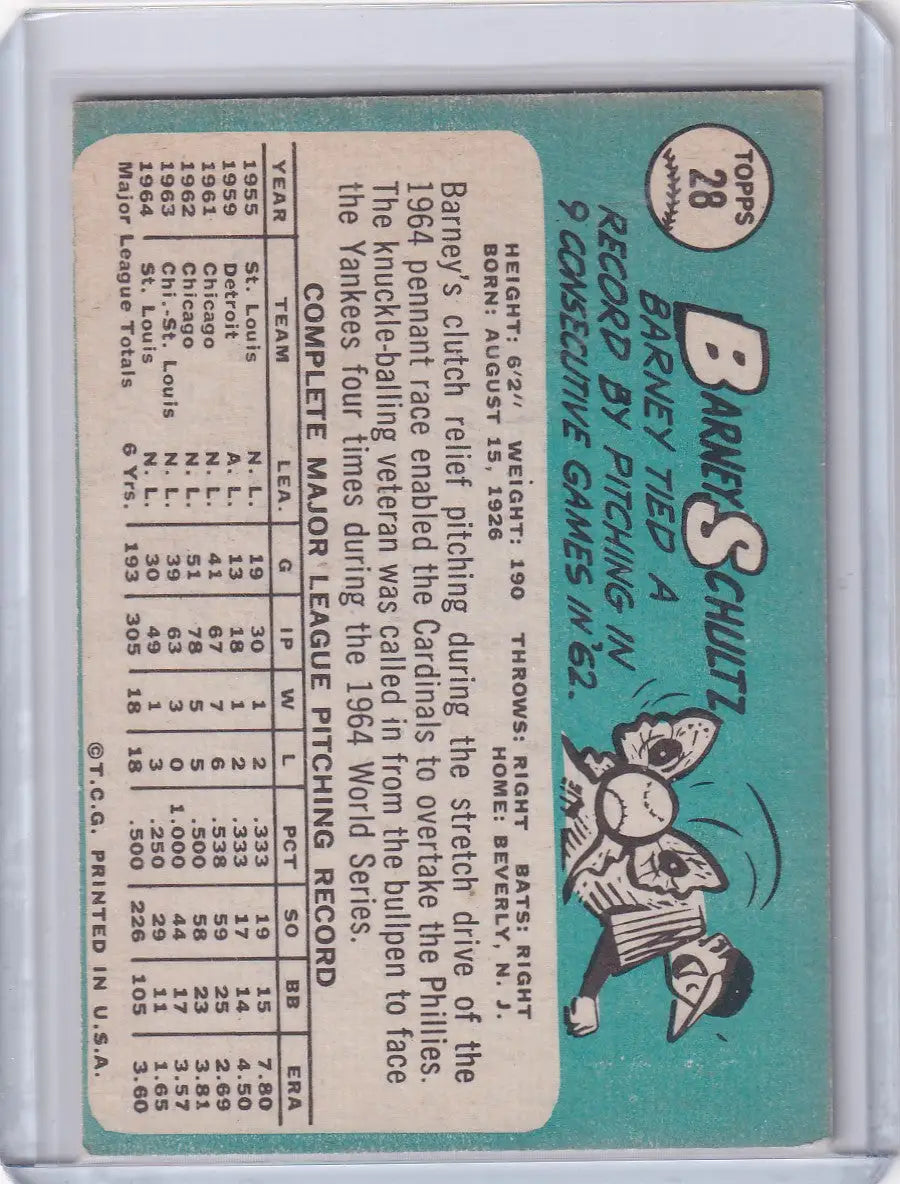 TOPPS
28
BARNEY SCHULTZ
BARNEY TIED A
RECORD BY PITCHING IN
9 CONSECUTIVE GAMES IN '62.
HEIGHT: 6'2" WEIGHT: 190 THROWS: RIGHT BATS: RIGHT
BORN: AUGUST 15, 1926 HOME: BEVERLY, N. J.
Barney's clutch relief pitching during the stretch drive of the
1964 pennant race enabled the Cardinals to overtake the Phillies.
The knuckle-balling veteran was called in from the bullpen to face
the Yankees four times during the 1964 World Series.
COMPLETE MAJOR LEAGUE PITCHING RECORD
YEAR TEAM LEA. G IP W L PCT SO BB ERA
1955 St. Louis N. L. 19 30 1 2 .333 19 15 7.80
1959 Detroit A. L. 13 18 1 2 .333 17 14 4.50
1961 Chicago N. L. 41 67 7 6 .538 59 25 2.69
1962 Chicago N. L. 51 78 5 5 .500 58 23 3.81
1963 Chi.-St. Louis N. L. 39 63 3 0 1.000 44 17 3.57
1964 St. Louis N. L. 30 49 1 3 .250 29 11 1.65
Major League Totals 6 Yrs. 193 305 18 18 .500 226 105 3.60
©T.C.G. PRINTED IN U.S.A.